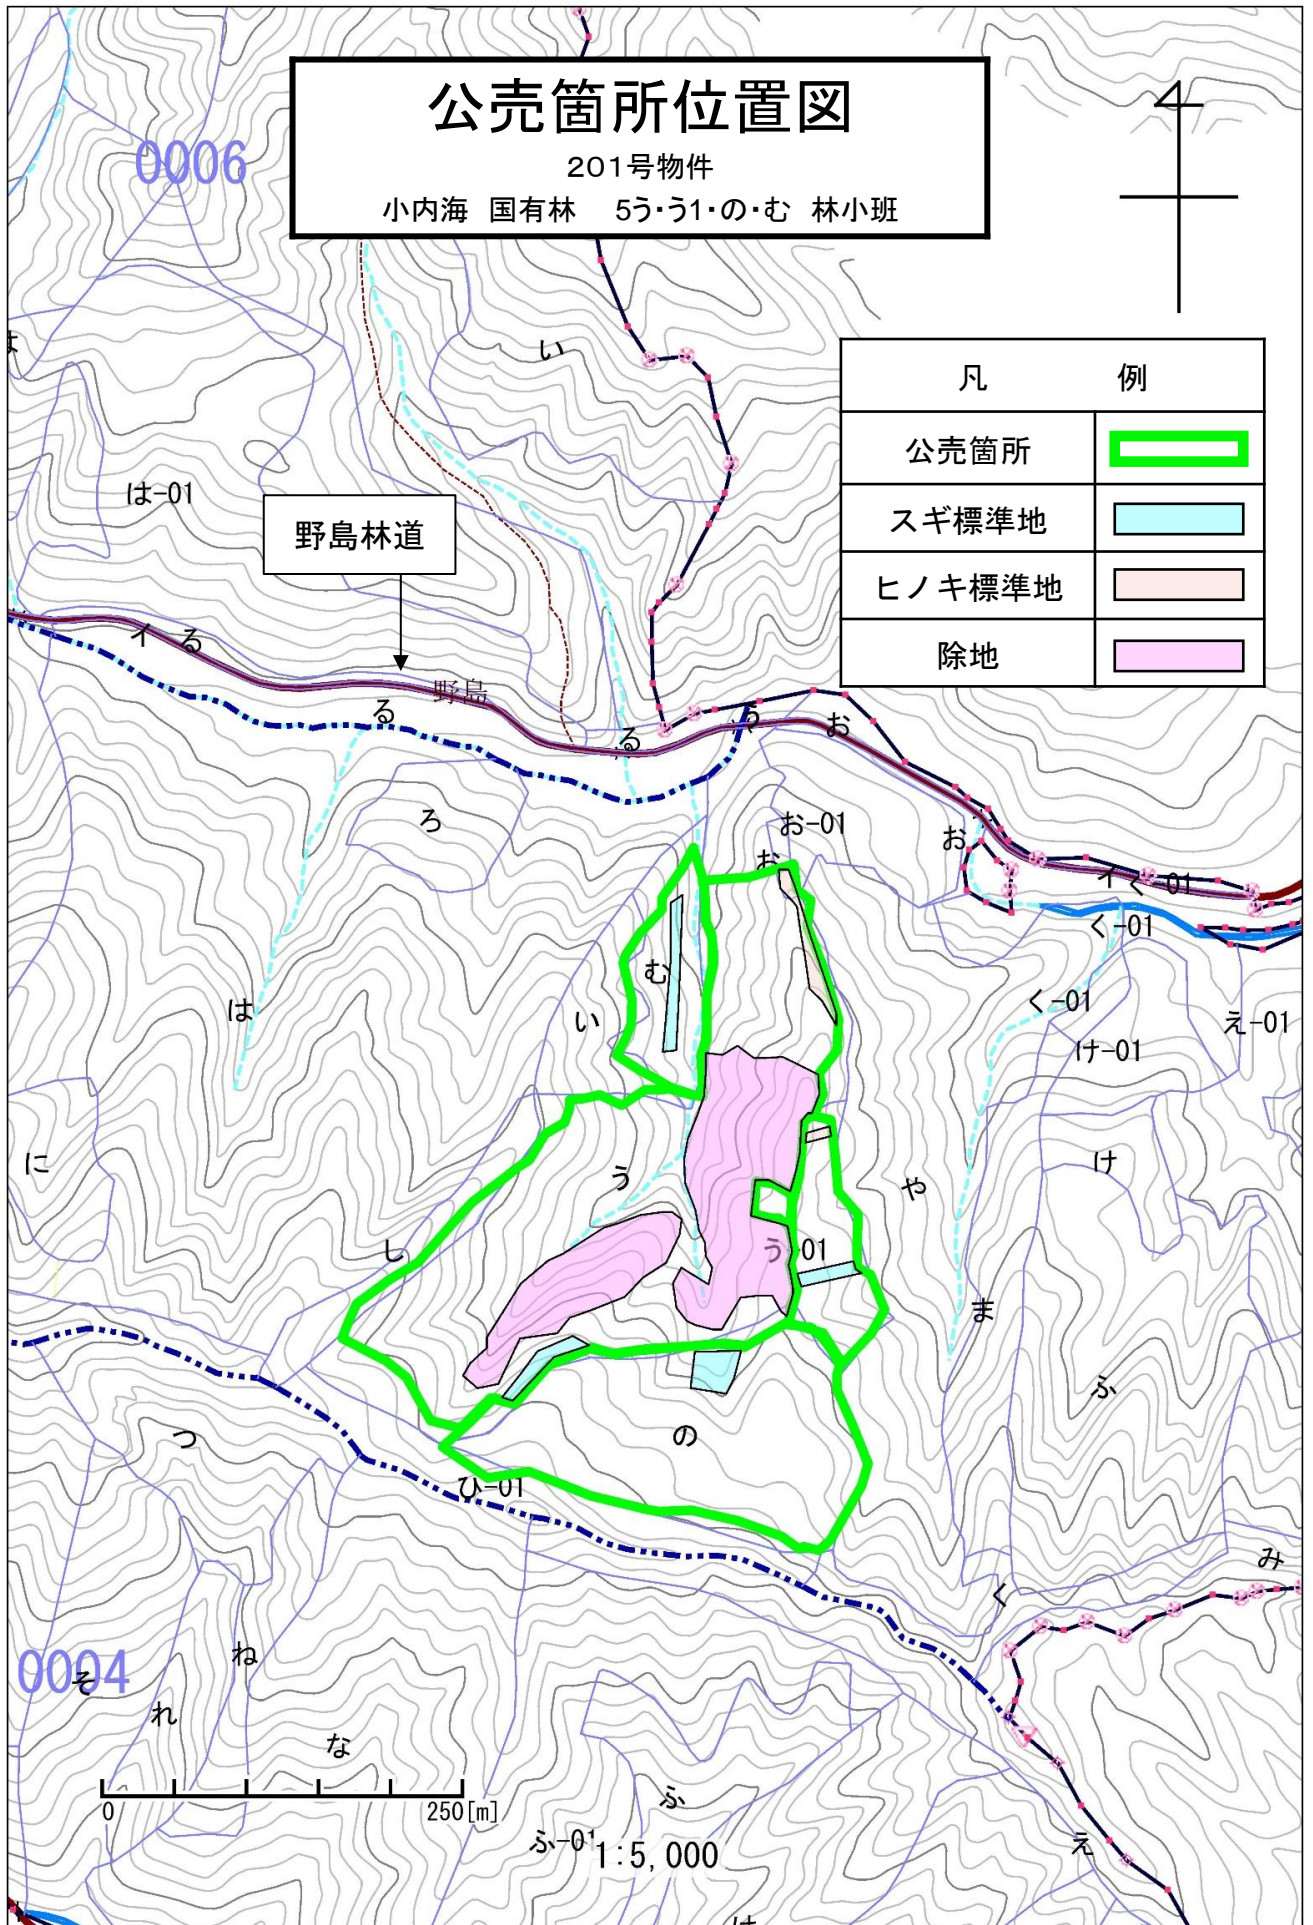 公売箇所位置図
201号物件
小内海 国有林 5う・う1・の・む 林小班
0006
凡 例
公売箇所
スギ標準地
ヒノキ標準地
除地
い
は-01
野島林道
イ る
野島
る
る
う
お
ろ
お-01
お
お
イ く-01
く-01
む
は
い
く-01
え-01
け-01
に
う
や
け
し
う-01
ま
ふ
つ
の
ひ-01
み
く
ね
0004
そ
れ
な
ふ
0 250[m]
ふ-01
1:5,000
え